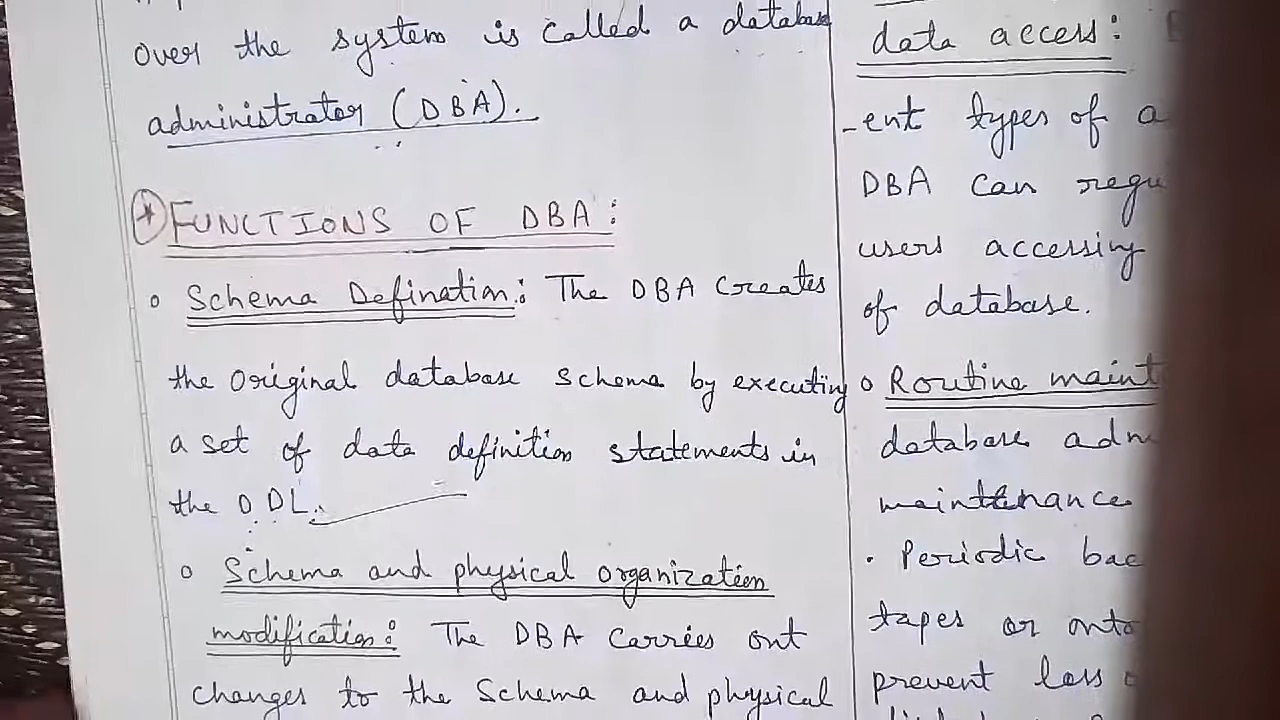 over the system is called a database
administrator (DBA).
FUNCTIONS OF DBA:
Schema Defination: The DBA creates
the original database schema by executing
a set of data definition statements in
the DDL.
Schema and physical organization
modification: The DBA carries out
changes to the schema and physical
data access:
-ent types of a
DBA can regu
users accessing
of database.
Routine maint
database adm
maintenance
• Periodic bac
tapes or onto
prevent loss